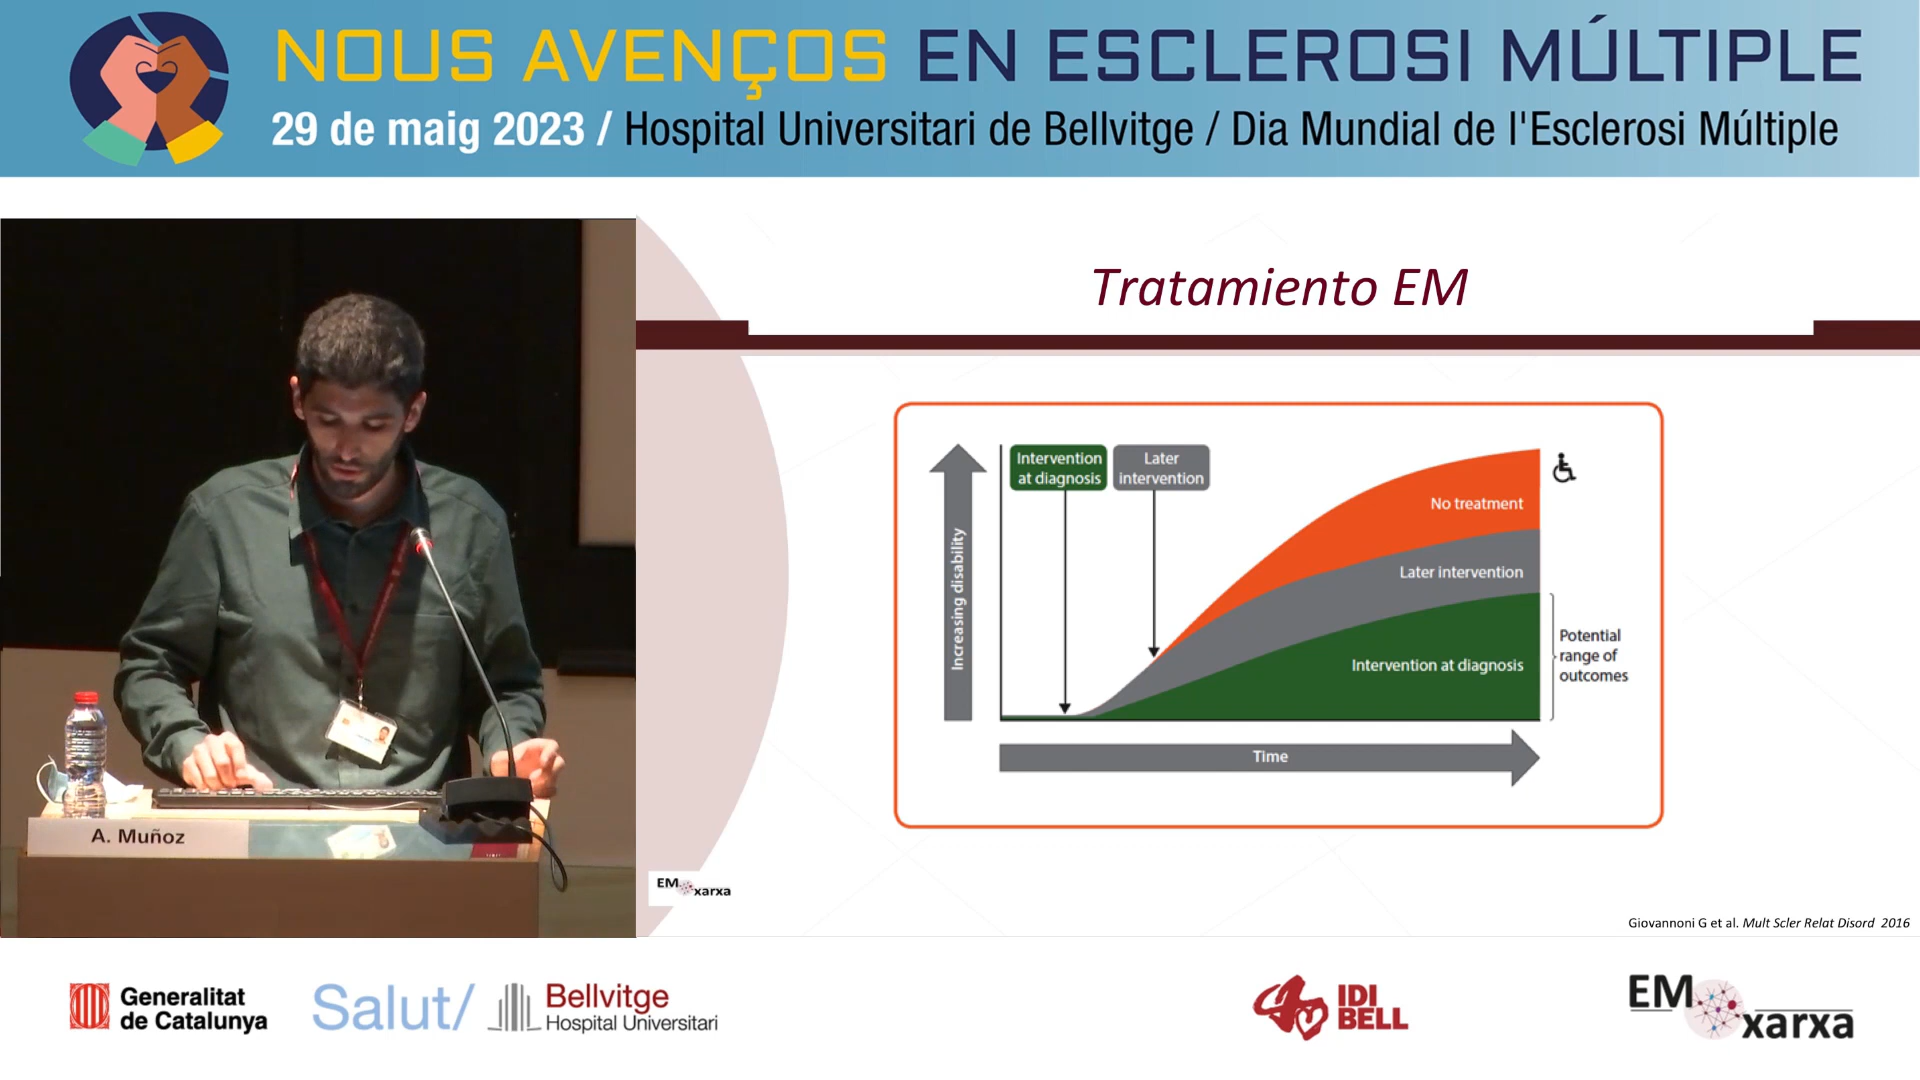 NOUS AVENÇOS EN ESCLEROSI MÚLTIPLE
29 de maig 2023 / Hospital Universitari de Bellvitge / Dia Mundial de l'Esclerosi Múltiple
A. Muñoz
Tratamiento EM
Increasing disability
Intervention
at diagnosis
Later
intervention
No treatment
Later intervention
Intervention at diagnosis
Potential
range of
outcomes
Time
EM
xarxa
Giovannoni G et al. Mult Scler Relat Disord 2016
Generalitat
de Catalunya
Salut/
Bellvitge
Hospital Universitari
IDI
BELL
EM
xarxa